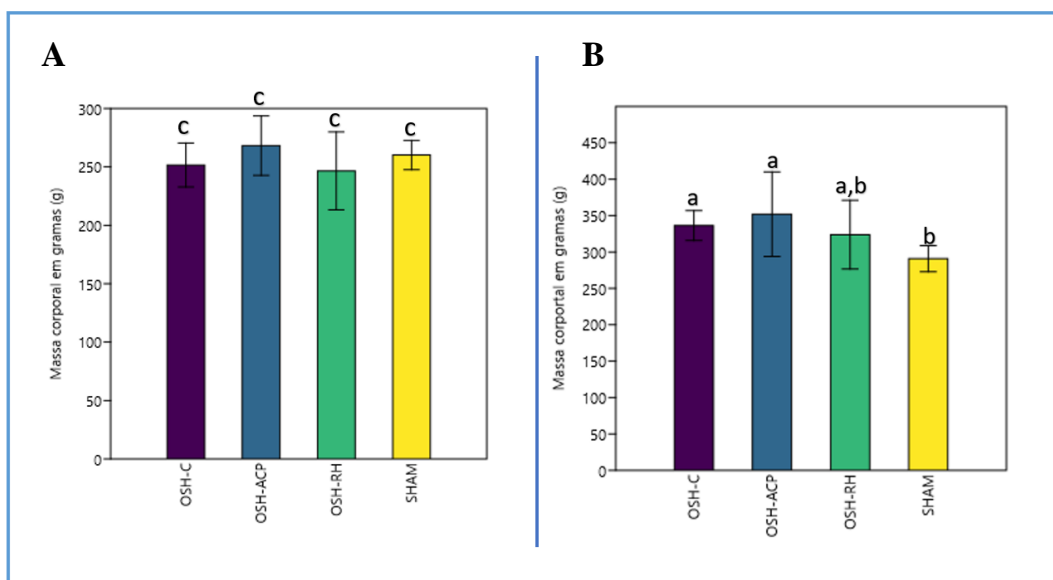 A
c
c
c
c
300
250
200
150
100
50
0
Massa corporal em gramas (g)
OSH-C
OSH-ACP
OSH-RH
SHAM
B
a
a
a,b
b
450
400
350
300
250
200
150
100
50
0
Massa corportal em gramas (g)
OSH-C
OSH-ACP
OSH-RH
SHAM